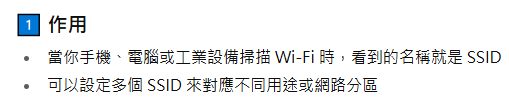 1 作用
• 當你手機、電腦或工業設備掃描 Wi-Fi 時，看到的名稱就是 SSID
• 可以設定多個 SSID 來對應不同用途或網路分區